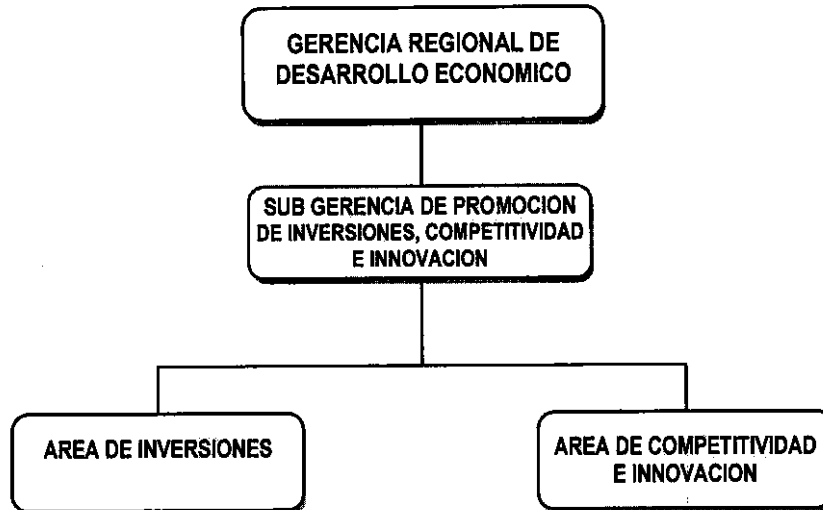 GERENCIA REGIONAL DE
DESARROLLO ECONOMICO
SUB GERENCIA DE PROMOCION
DE INVERSIONES, COMPETITIVIDAD
E INNOVACION
AREA DE INVERSIONES
AREA DE COMPETITIVIDAD
E INNOVACION